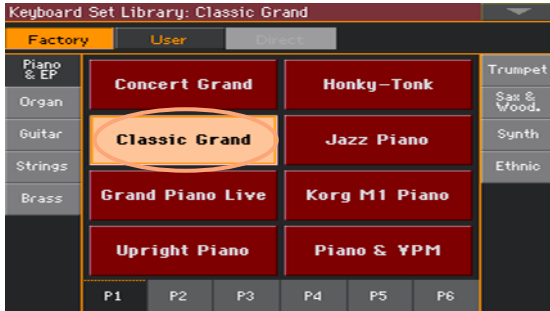 Keyboard Set Library: Classic Grand
Factory
User
Direct
Piano
& EP
Organ
Guitar
Strings
Brass
Concert Grand
Honky-Tonk
Classic Grand
Jazz Piano
Grand Piano Live
Korg M1 Piano
Upright Piano
Piano & VPM
Trumpet
Sax &
Wood.
Synth
Ethnic
P1
P2
P3
P4
P5
P6